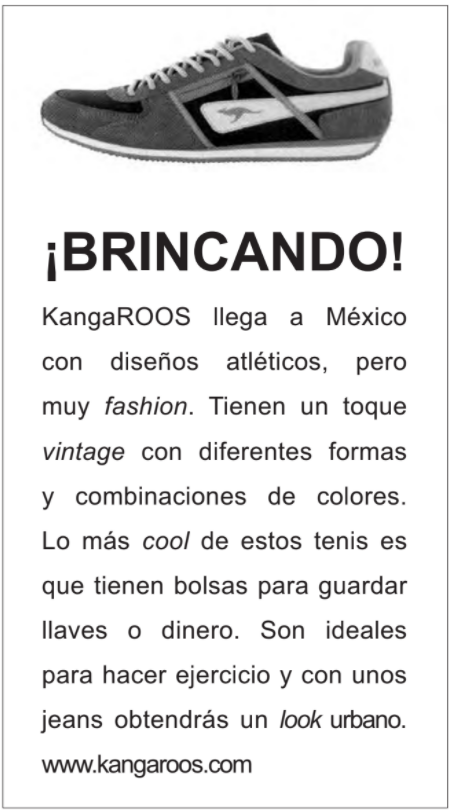 ¡BRINCANDO!
KangaROOS llega a México
con diseños atléticos, pero
muy fashion. Tienen un toque
vintage con diferentes formas
y combinaciones de colores.
Lo más cool de estos tenis es
que tienen bolsas para guardar
llaves o dinero. Son ideales
para hacer ejercicio y con unos
jeans obtendrás un look urbano.
www.kangaroos.com